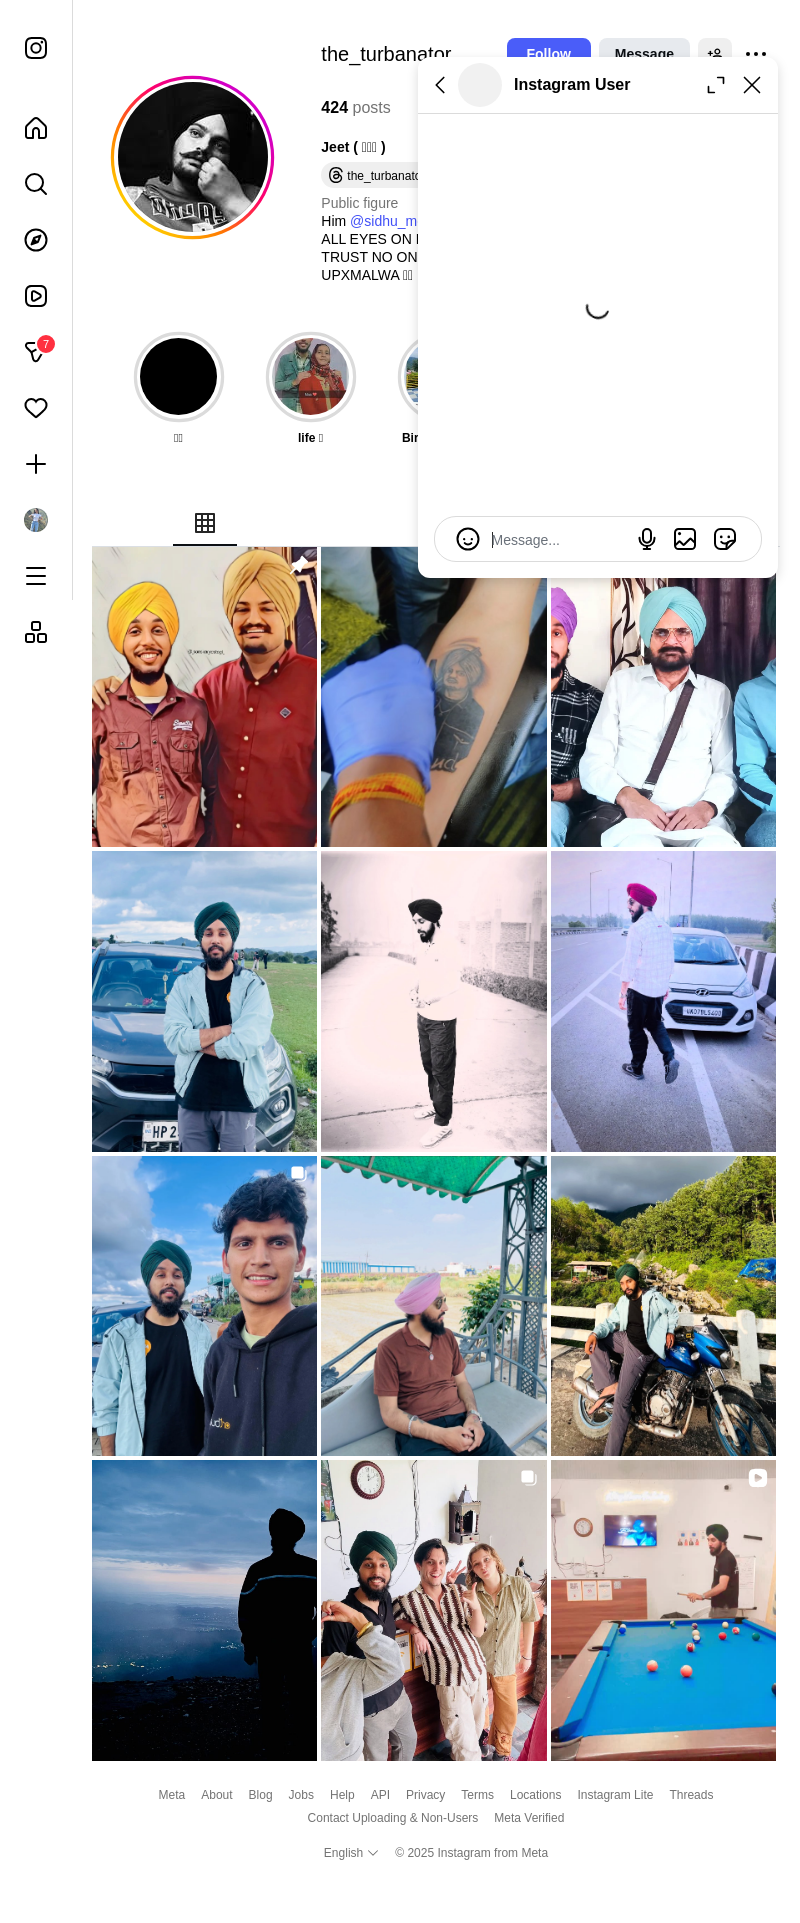 the_turbanator
Follow
Message
Instagram User
424 posts
Jeet ( )
the_turbanato
Public figure
Him @sidhu_m
ALL EYES ON
TRUST NO ON
UPXMALWA
7
life
Bir
Message...
HP 2
Meta About Blog Jobs Help API Privacy Terms Locations Instagram Lite Threads
Contact Uploading & Non-Users Meta Verified
English © 2025 Instagram from Meta